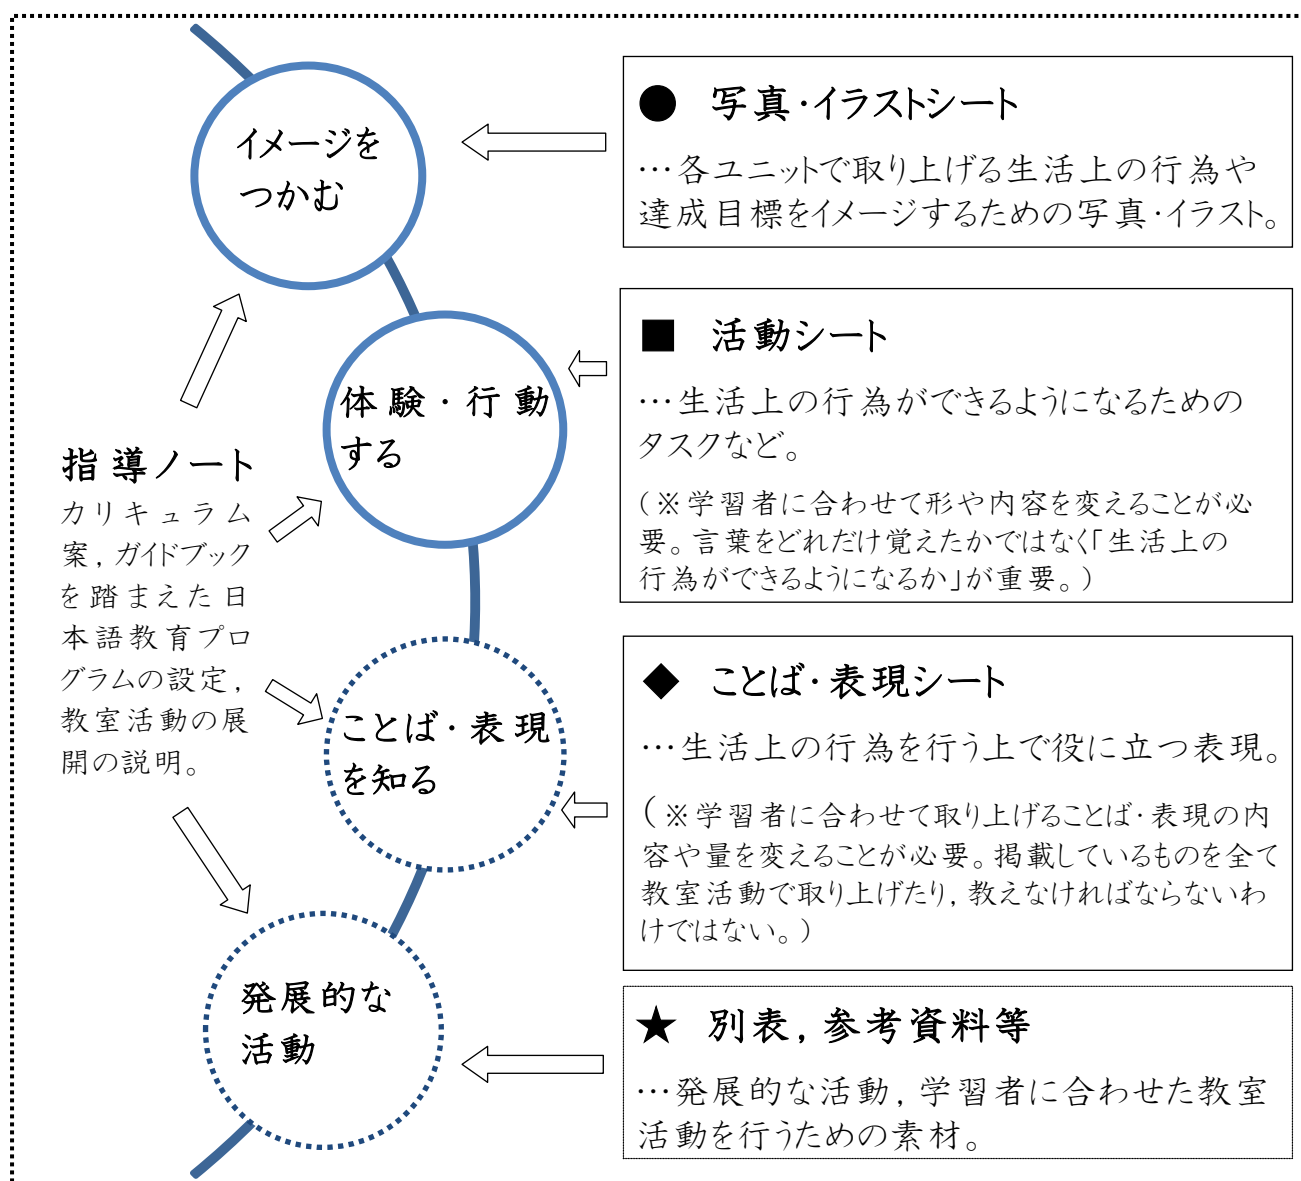 イメージを
つかむ
体験・行動
する
指導ノート
カリキュラム
案，ガイドブック
を踏まえた日
本語教育プロ
グラムの設定，
教室活動の展
開の説明。
ことば・表現
を知る
発展的な
活動
● 写真・イラストシート
…各ユニットで取り上げる生活上の行為や
達成目標をイメージするための写真・イラスト。
■ 活動シート
…生活上の行為ができるようになるための
タスクなど。
（※学習者に合わせて形や内容を変えることが必
要。言葉をどれだけ覚えたかではなく「生活上の
行為ができるようになるか」が重要。）
◆ ことば・表現シート
…生活上の行為を行う上で役に立つ表現。
（※学習者に合わせて取り上げることば・表現の内
容や量を変えることが必要。掲載しているものを全て
教室活動で取り上げたり，教えなければならないわ
けではない。）
★ 別表，参考資料等
…発展的な活動，学習者に合わせた教室
活動を行うための素材。